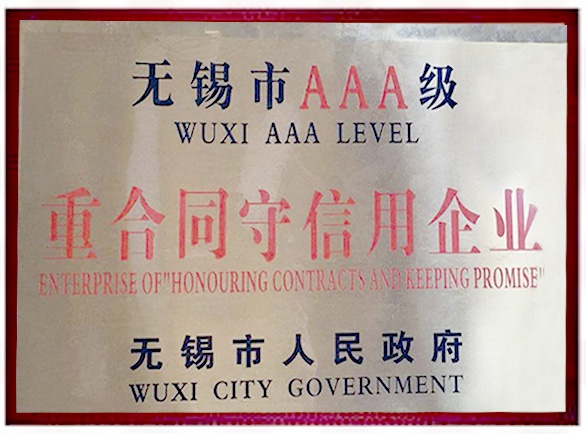 无锡市AAA级
WUXI AAA LEVEL
重合同守信用企业
ENTERPRISE OF"HONOURING CONTRACTS AND KEEPING PROMISE"
无锡市人民政府
WUXI CITY GOVERNMENT